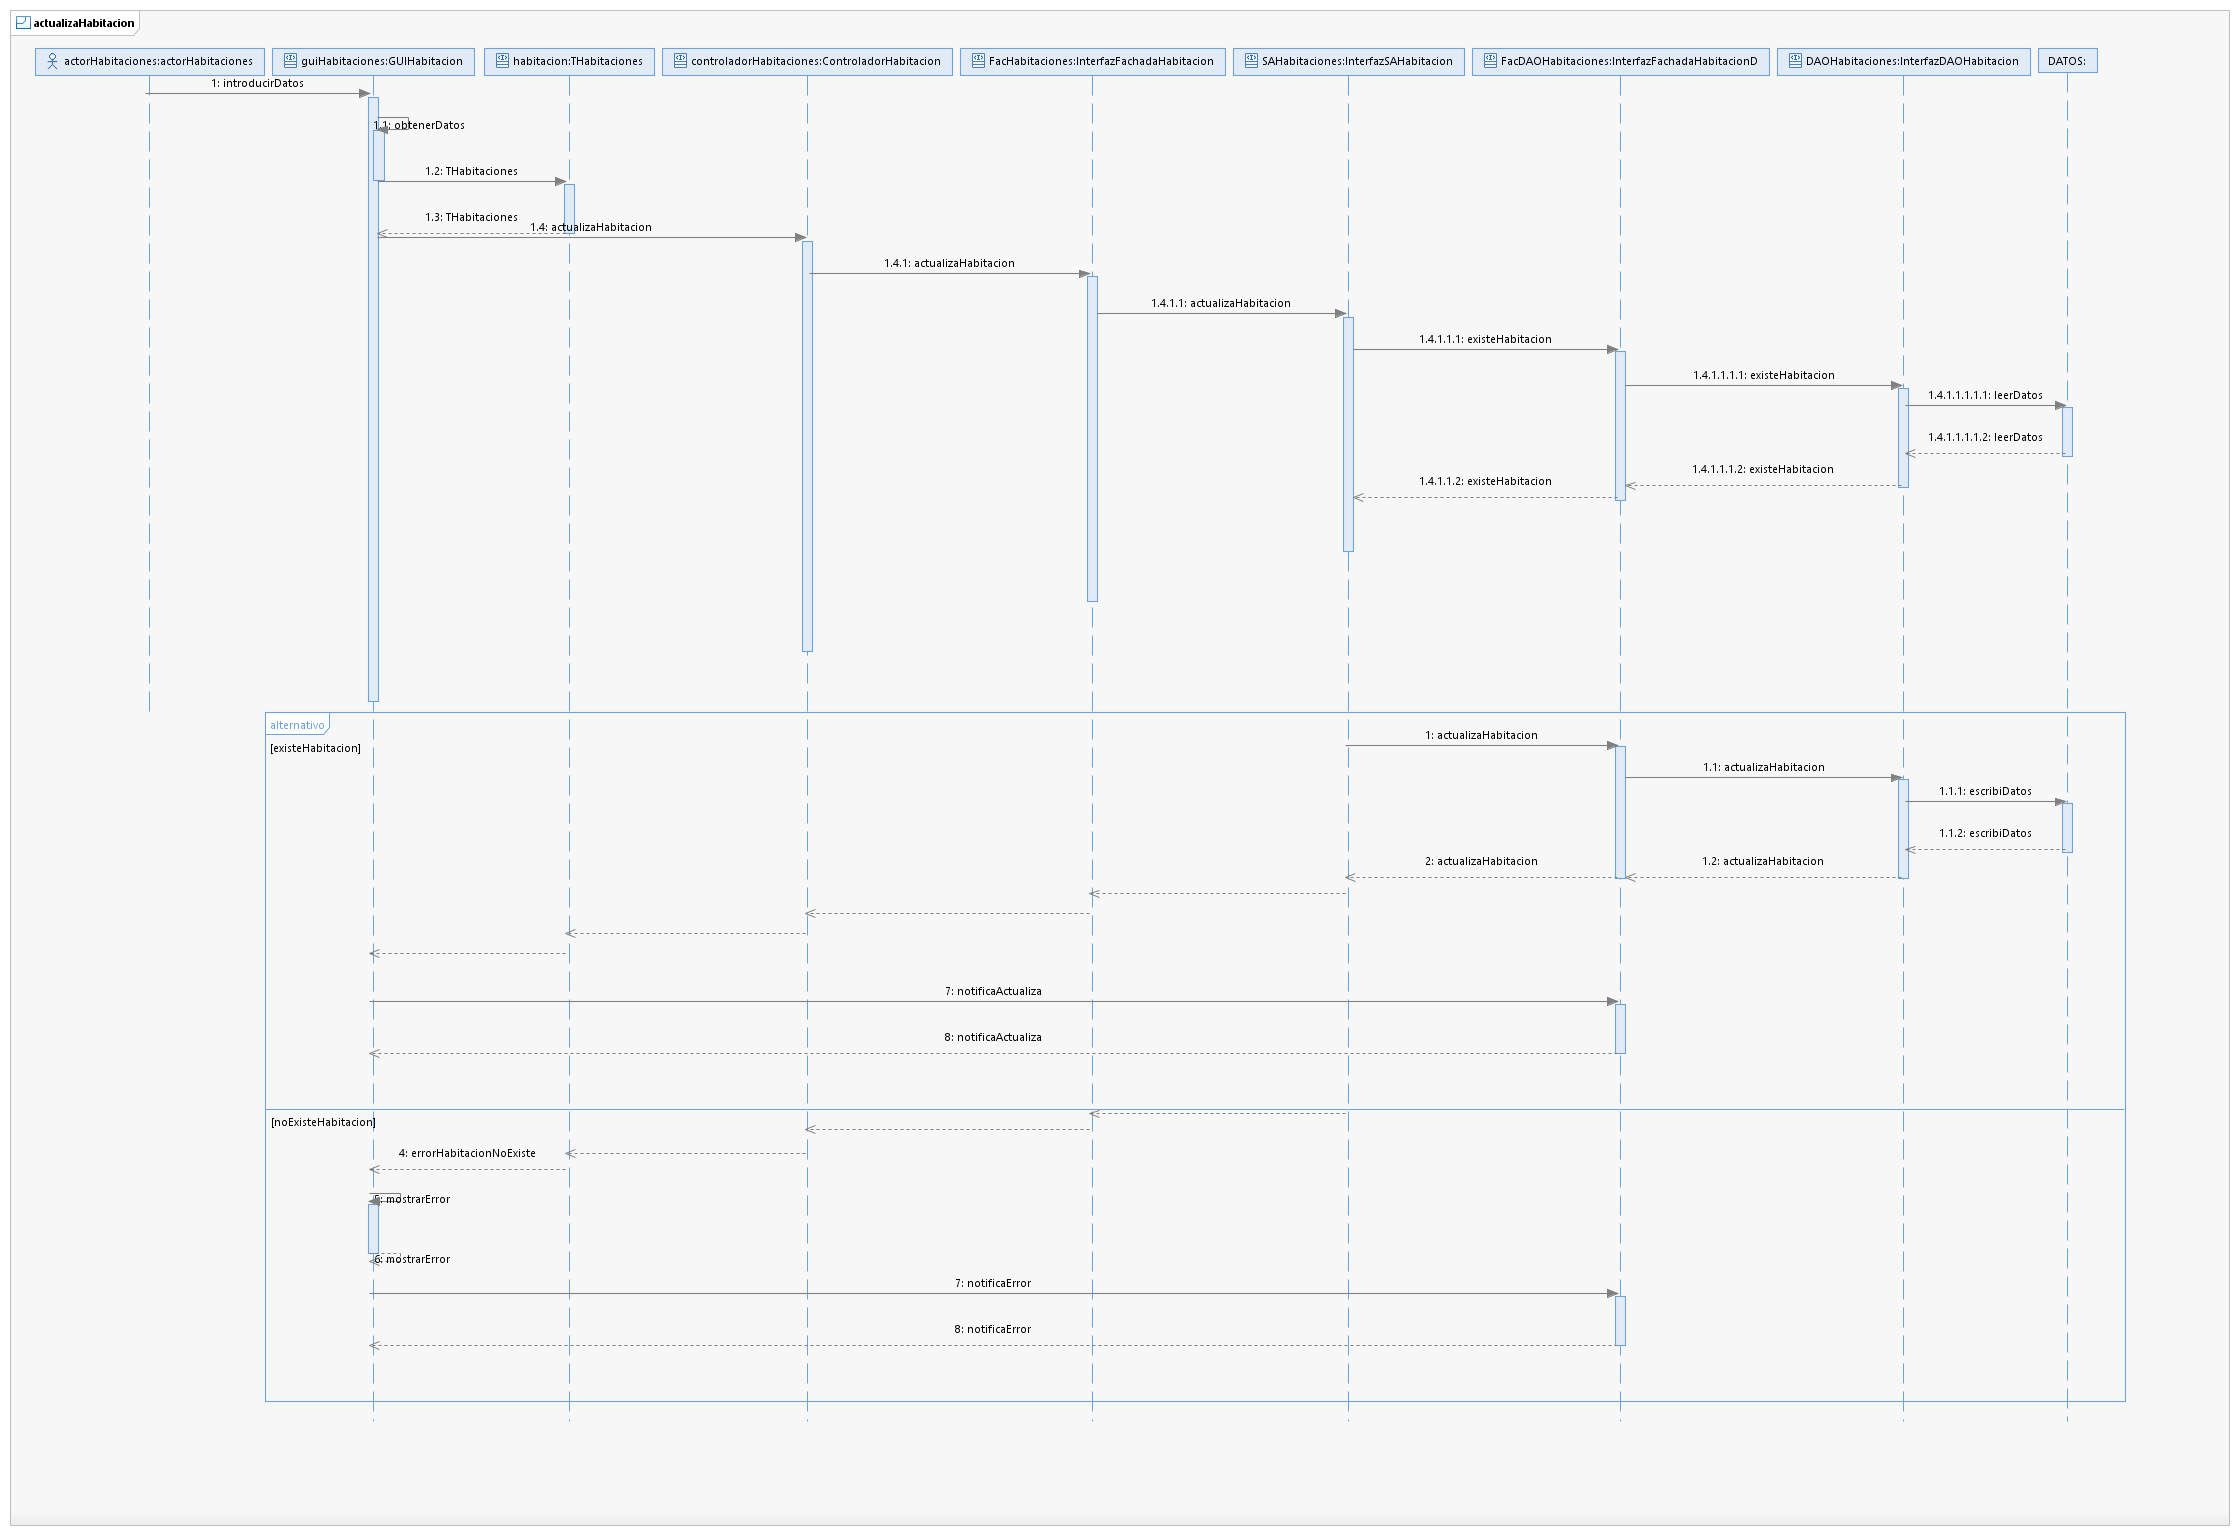 actualizaHabitacion
actorHabitaciones:actorHabitaciones
guiHabitaciones:GUIHabitacion
habitacion:THabitaciones
controladorHabitaciones:ControladorHabitacion
FacHabitaciones:InterfazFachadaHabitacion
SAHabitaciones:InterfazSAHabitacion
FacDAOHabitaciones:InterfazFachadaHabitacionD
DAOHabitaciones:InterfazDAOHabitacion
DATOS:
1: introducirDatos
1.1: obtenerDatos
1.2: THabitaciones
1.3: THabitaciones
1.4: actualizaHabitacion
1.4.1: actualizaHabitacion
1.4.1.1: actualizaHabitacion
1.4.1.1.1: existeHabitacion
1.4.1.1.1.1: existeHabitacion
1.4.1.1.1.1.1: leerDatos
1.4.1.1.1.1.2: leerDatos
1.4.1.1.1.2: existeHabitacion
1.4.1.1.2: existeHabitacion
alternativo
[existeHabitacion]
1: actualizaHabitacion
1.1: actualizaHabitacion
1.1.1: escribiDatos
1.1.2: escribiDatos
2: actualizaHabitacion
1.2: actualizaHabitacion
7: notificaActualiza
8: notificaActualiza
[noExisteHabitacion]
4: errorHabitacionNoExiste
5: mostrarError
6: mostrarError
7: notificaError
8: notificaError